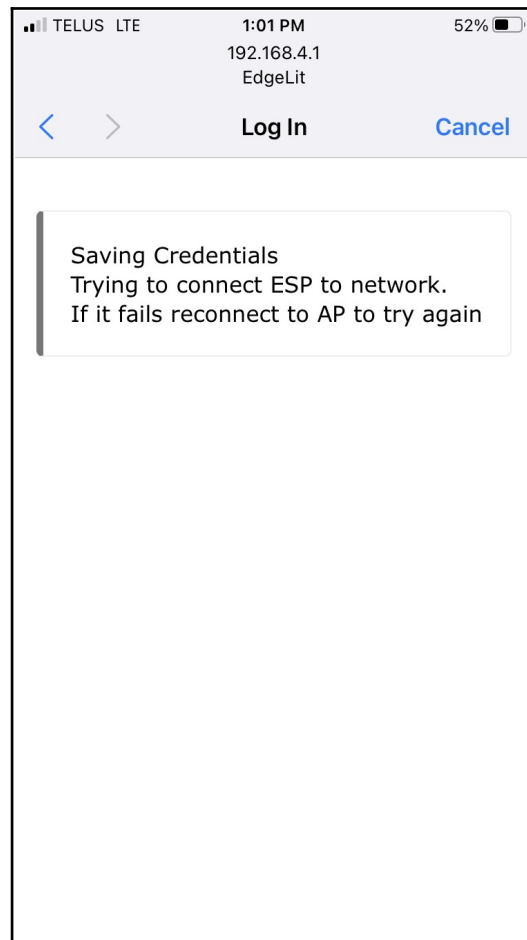 TELUS LTE 1:01 PM 52%
192.168.4.1
EdgeLit
Log In Cancel
Saving Credentials
Trying to connect ESP to network.
If it fails reconnect to AP to try again